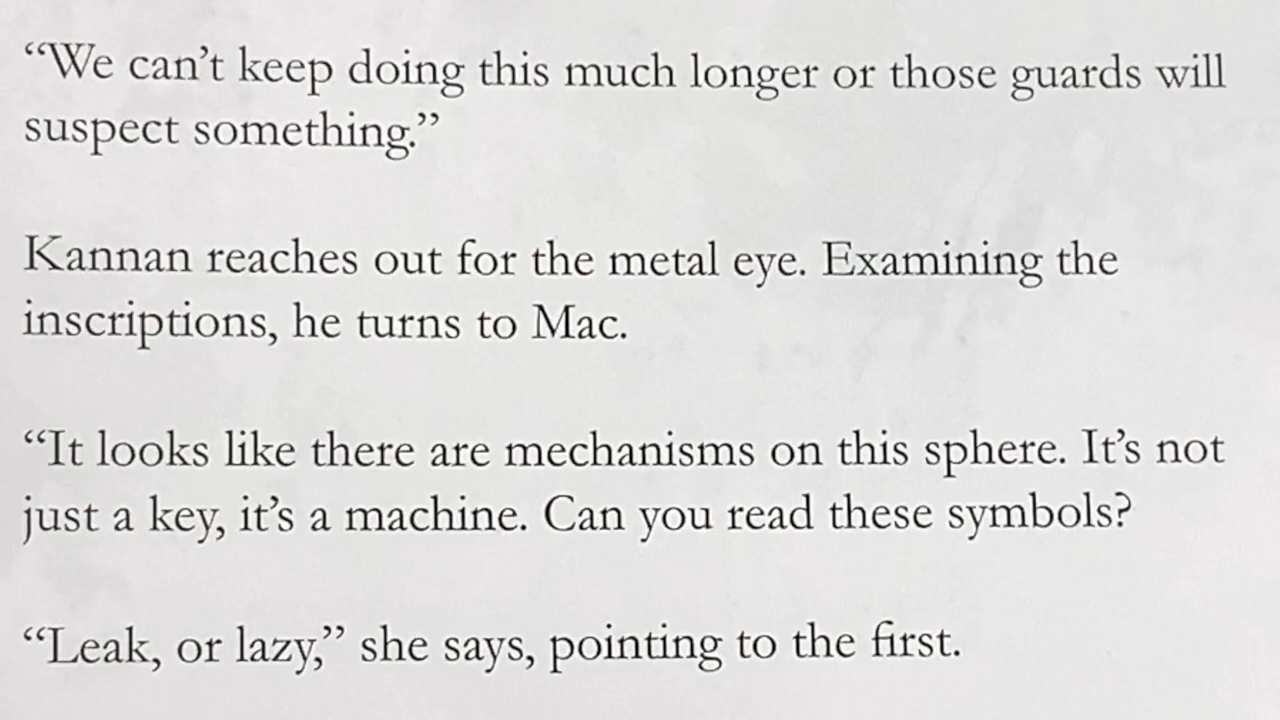 “We can’t keep doing this much longer or those guards will
suspect something.”
Kannan reaches out for the metal eye. Examining the
inscriptions, he turns to Mac.
“It looks like there are mechanisms on this sphere. It’s not
just a key, it’s a machine. Can you read these symbols?
“Leak, or lazy,” she says, pointing to the first.